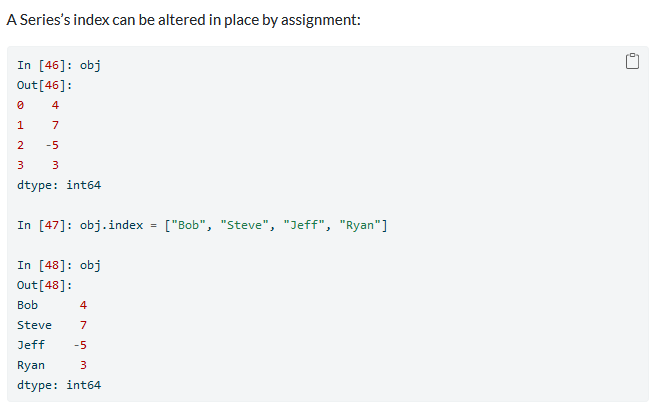 A Series’s index can be altered in place by assignment:
In [46]: obj
Out[46]:
0    4
1    7
2   -5
3    3
dtype: int64
In [47]: obj.index = ["Bob", "Steve", "Jeff", "Ryan"]
In [48]: obj
Out[48]:
Bob      4
Steve    7
Jeff    -5
Ryan     3
dtype: int64